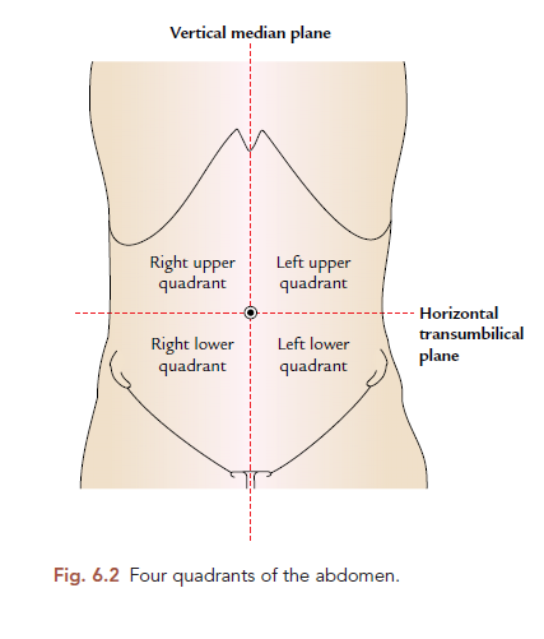 Vertical median plane
Right upper
quadrant
Left upper
quadrant
Horizontal
transumbilical
plane
Right lower
quadrant
Left lower
quadrant
Fig. 6.2 Four quadrants of the abdomen.